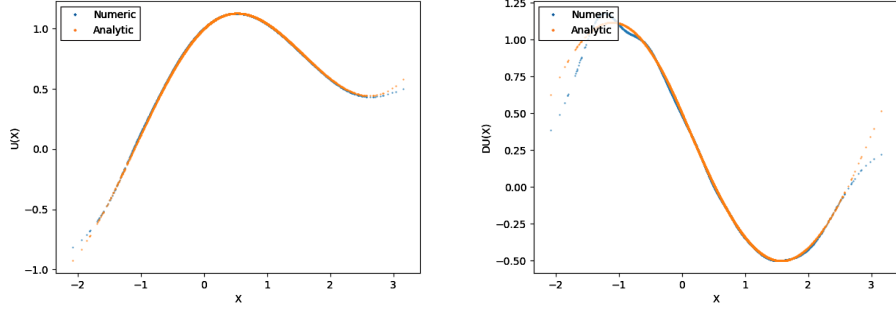 Numeric
Analytic
U(X)
1.0
0.5
0.0
−0.5
−1.0
−2 −1 0 1 2 3
X
Numeric
Analytic
DU(X)
1.25
1.00
0.75
0.50
0.25
0.00
−0.25
−0.50
−2 −1 0 1 2 3
X